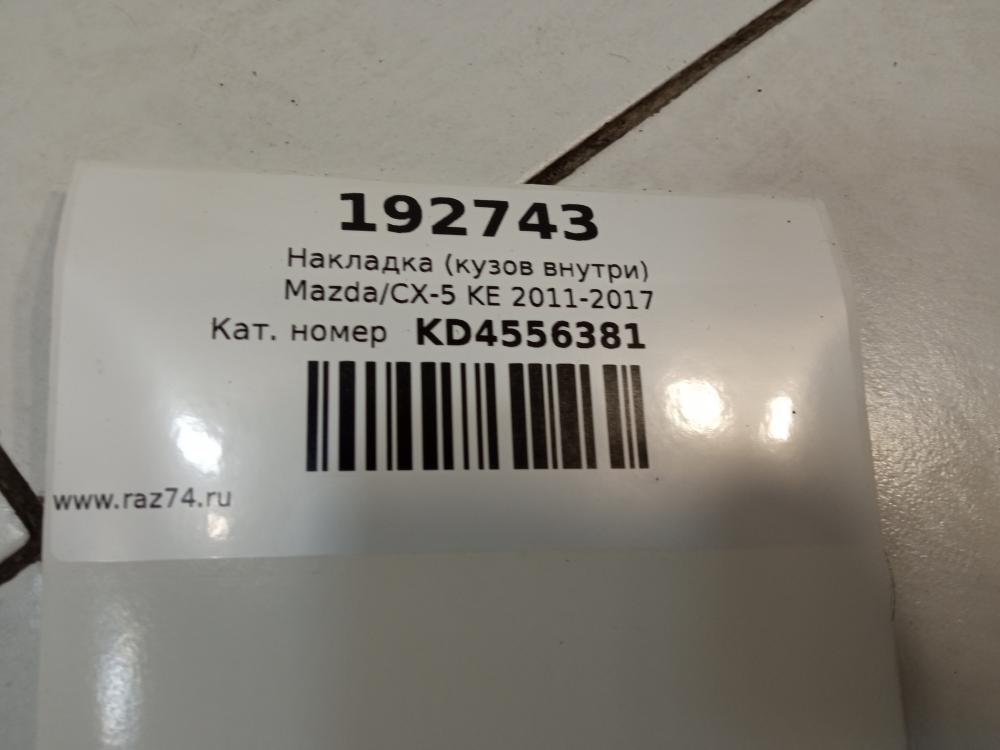 192743
Накладка (кузов внутри)
Mazda/CX-5 KE 2011-2017
Кат. номер KD4556381
www.raz74.ru